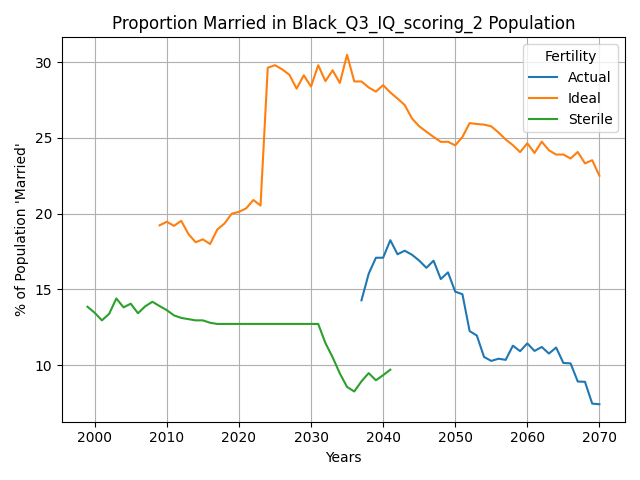 Proportion Married in Black_Q3_IQ_scoring_2 Population
Fertility
Actual
Ideal
Sterile
% of Population 'Married'
30
25
20
15
10
2000 2010 2020 2030 2040 2050 2060 2070
Years